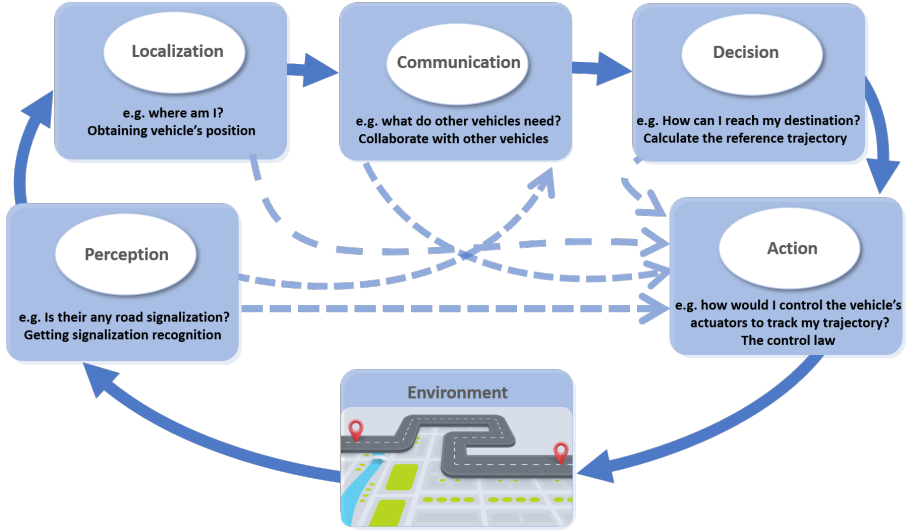 Localization
e.g. where am I?
Obtaining vehicle's position
Communication
e.g. what do other vehicles need?
Collaborate with other vehicles
Decision
e.g. How can I reach my destination?
Calculate the reference trajectory
Perception
e.g. Is their any road signalization?
Getting signalization recognition
Action
e.g. how would I control the vehicle's
actuators to track my trajectory?
The control law
Environment